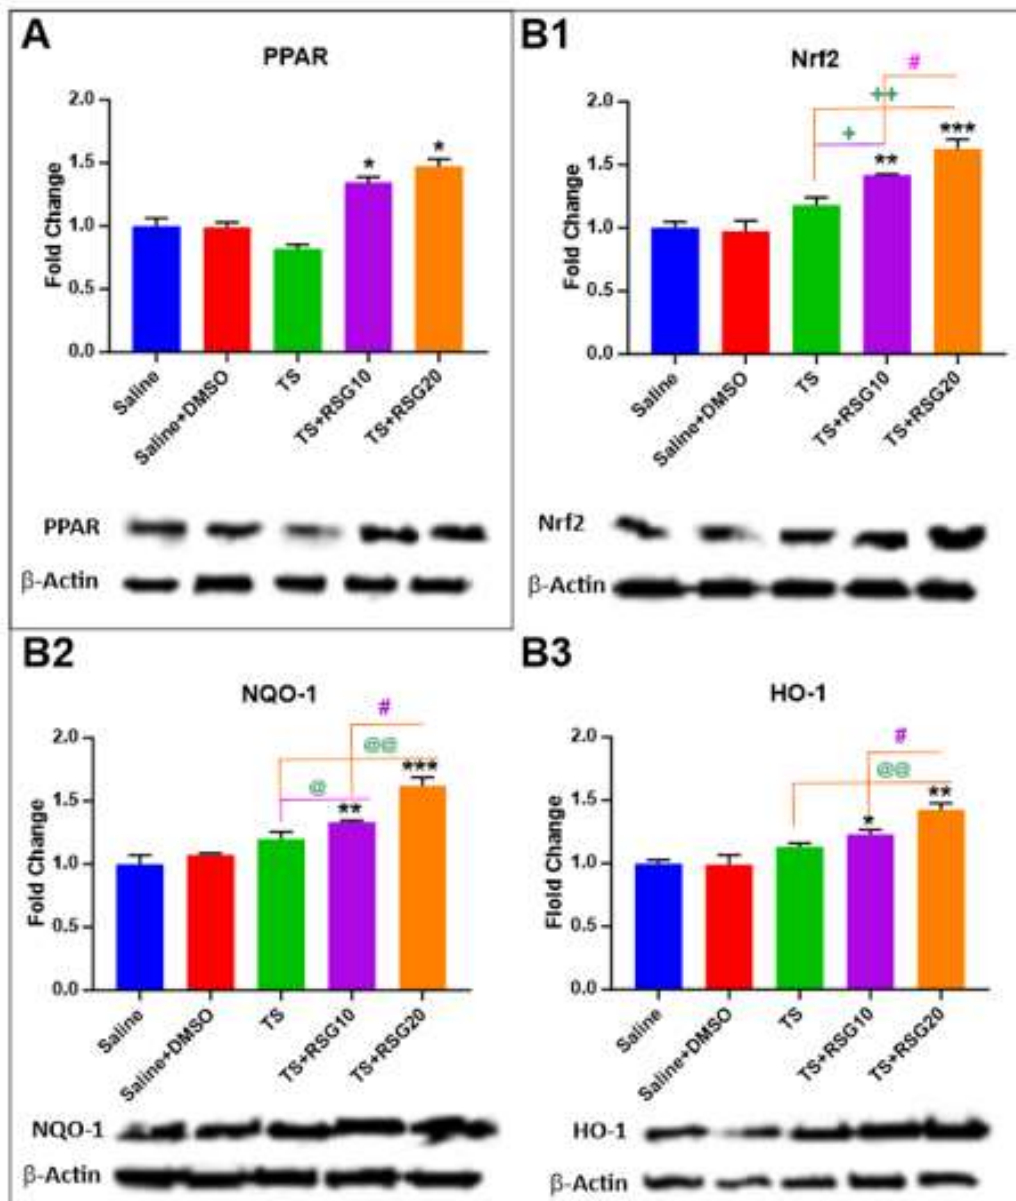 A
PPAR
2.0
1.5
1.0
0.5
0.0
Fold Change
* *
Saline
Saline+DMSO
TS
TS+RSG10
TS+RSG20
PPAR
β-Actin
B1
Nrf2
#
++
+
** ***
2.0
1.5
1.0
0.5
0.0
Fold Change
Saline
Saline+DMSO
TS
TS+RSG10
TS+RSG20
Nrf2
β-Actin
B2
NQO-1
#
@@
@
** ***
2.0
1.5
1.0
0.5
0.0
Fold Change
Saline
Saline+DMSO
TS
TS+RSG10
TS+RSG20
NQO-1
β-Actin
B3
HO-1
#
@@
* **
2.0
1.5
1.0
0.5
0.0
Flold Change
Saline
Saline+DMSO
TS
TS+RSG10
TS+RSG20
HO-1
β-Actin